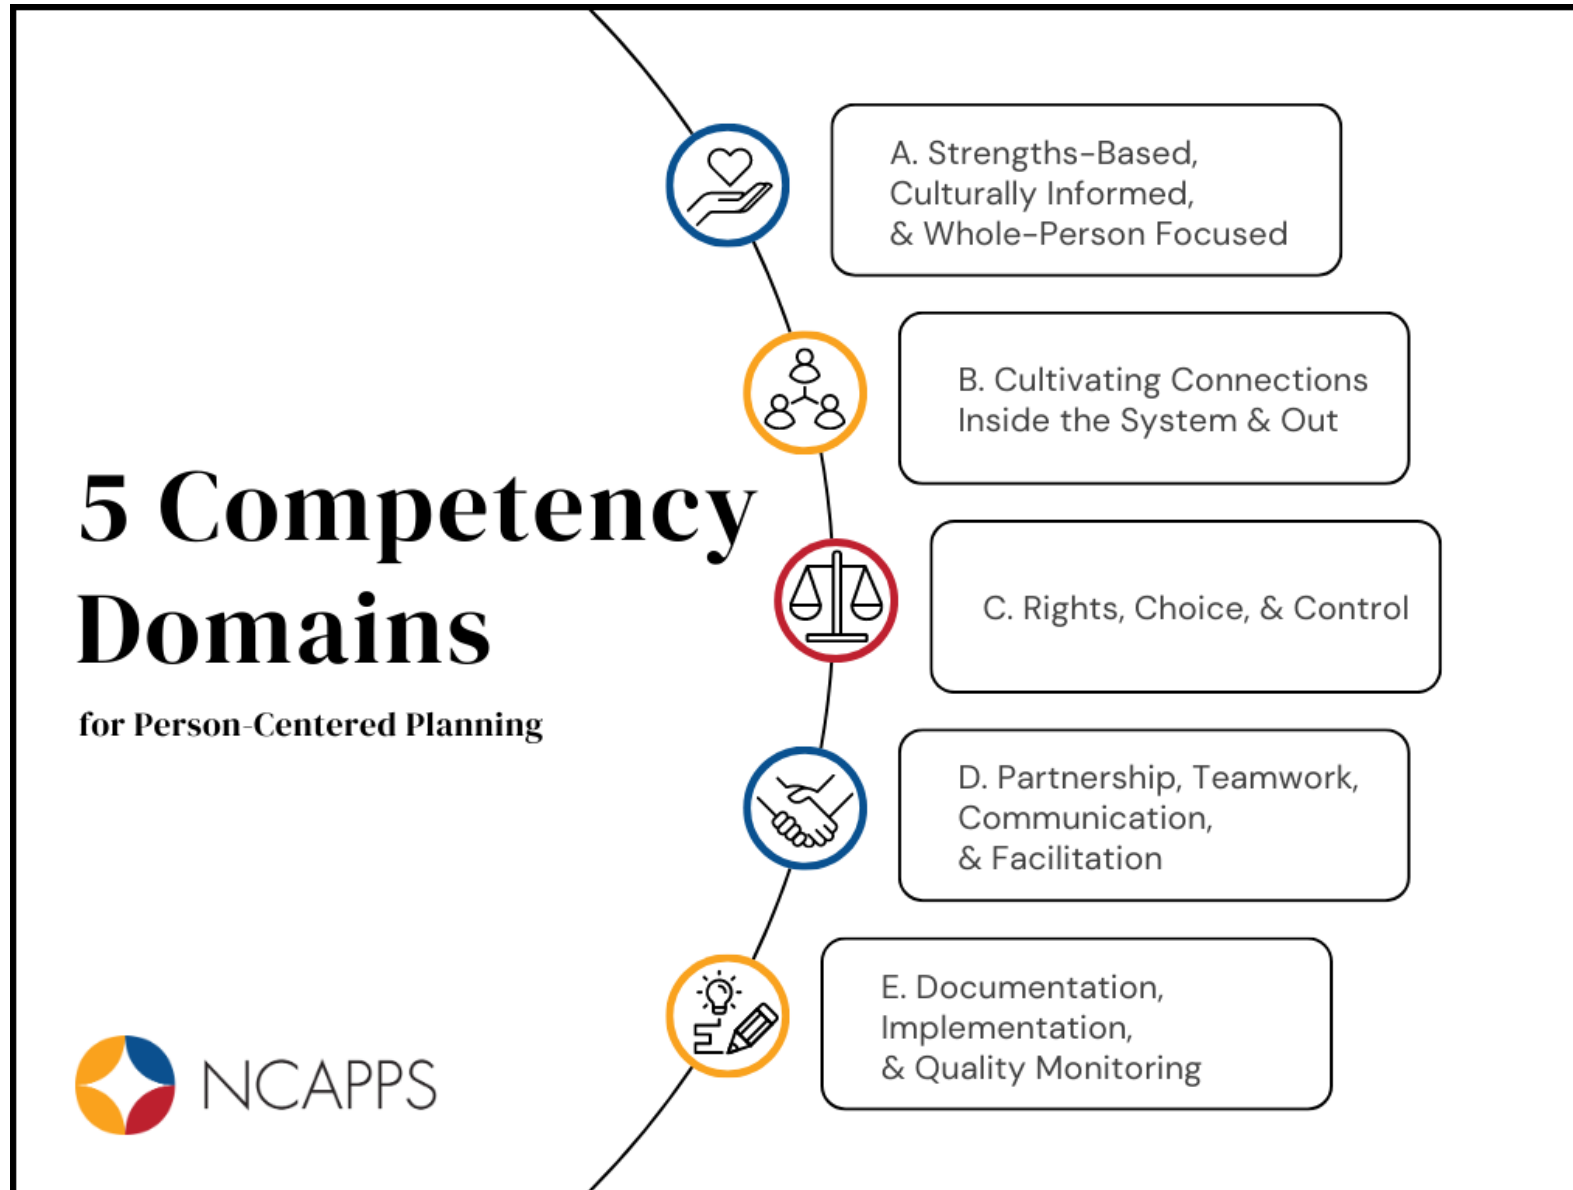 5 Competency
Domains
for Person-Centered Planning
A. Strengths-Based,
Culturally Informed,
& Whole-Person Focused
B. Cultivating Connections
Inside the System & Out
C. Rights, Choice, & Control
D. Partnership, Teamwork,
Communication,
& Facilitation
E. Documentation,
Implementation,
& Quality Monitoring
NCAPPS